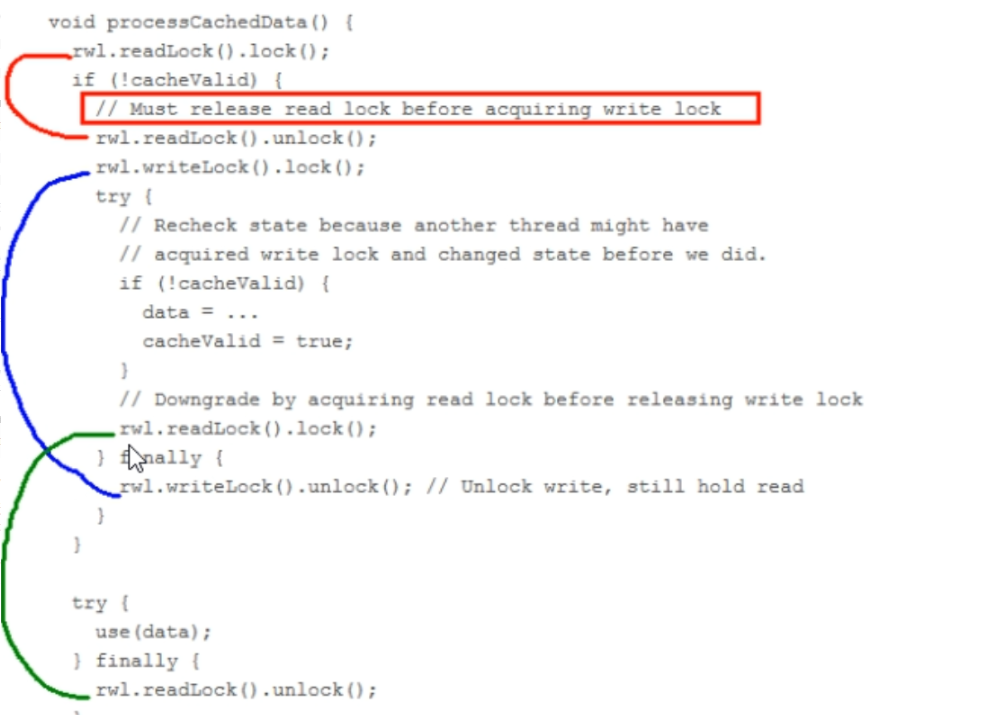 void processCachedData() {
rwl.readLock().lock();
if (!cacheValid) {
// Must release read lock before acquiring write lock
rwl.readLock().unlock();
rwl.writeLock().lock();
try {
// Recheck state because another thread might have
// acquired write lock and changed state before we did.
if (!cacheValid) {
data = ...
cacheValid = true;
}
// Downgrade by acquiring read lock before releasing write lock
rwl.readLock().lock();
} finally {
rwl.writeLock().unlock(); // Unlock write, still hold read
}
}
try {
use(data);
} finally {
rwl.readLock().unlock();
}